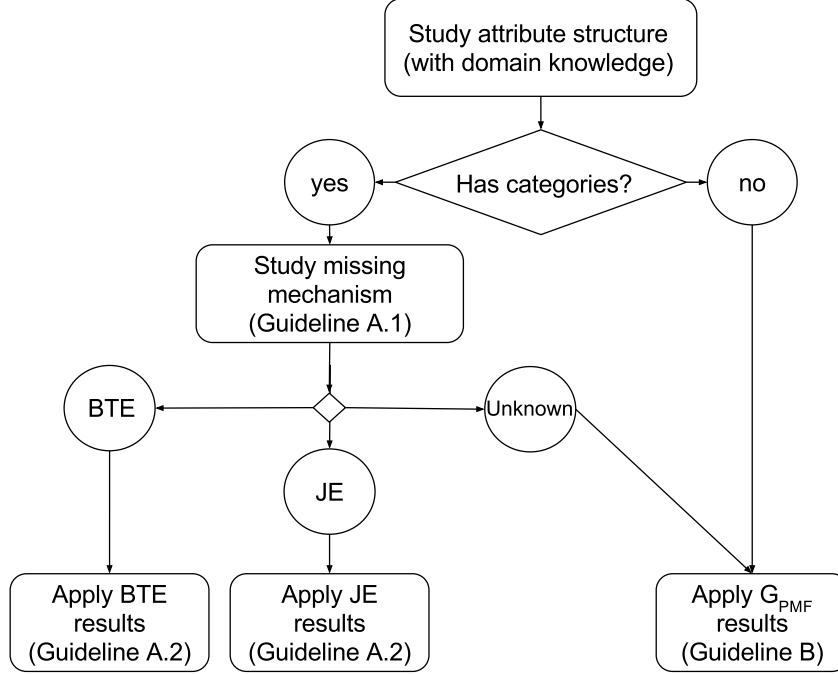 Study attribute structure
(with domain knowledge)
yes
Has categories?
no
Study missing
mechanism
(Guideline A.1)
BTE
Unknown
JE
Apply BTE
results
(Guideline A.2)
Apply JE
results
(Guideline A.2)
Apply G_PMF
results
(Guideline B)